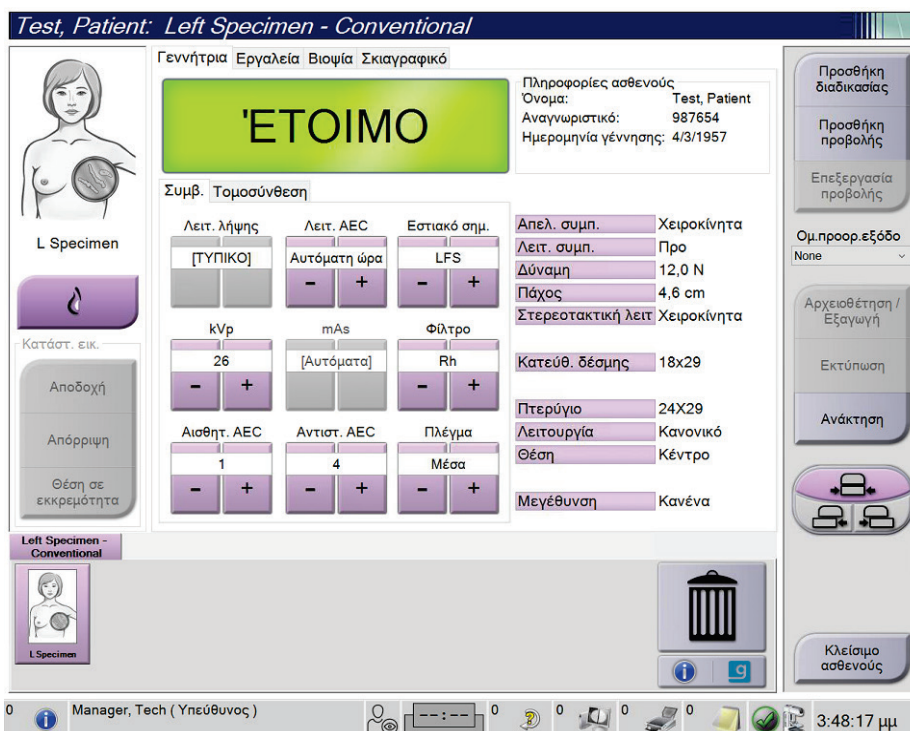 Test, Patient: Left Specimen - Conventional
L Specimen
Κατάστ. εικ.
Αποδοχή
Απόρριψη
Θέση σε
εκκρεμότητα
Γεννήτρια Εργαλεία Βιοψία Σκιαγραφικό
ΈΤΟΙΜΟ
Πληροφορίες ασθενούς
Όνομα: Test, Patient
Αναγνωριστικό: 987654
Ημερομηνία γέννησης: 4/3/1957
Συμβ. Τομοσύνθεση
Λειτ. λήψης Λειτ. AEC Εστιακό σημ.
[ΤΥΠΙΚΟ] Αυτόματη ώρα LFS
- + - +
kVp mAs Φίλτρο
26 [Αυτόματα] Rh
- + - +
Αισθητ. AEC Αντιστ. AEC Πλέγμα
1 4 Μέσα
- + - + - +
Απελ. συμπ. Χειροκίνητα
Λειτ. συμπ. Προ
Δύναμη 12,0 N
Πάχος 4,6 cm
Στερεοτακτική λειτ Χειροκίνητα
Κατεύθ. δέσμης 18x29
Πτερύγιο 24X29
Λειτουργία Κανονικό
Θέση Κέντρο
Μεγέθυνση Κανένα
Προσθήκη
διαδικασίας
Προσθήκη
προβολής
Επεξεργασία
προβολής
Ομ.προορ.εξόδο
None
Αρχειοθέτηση /
Εξαγωγή
Εκτύπωση
Ανάκτηση
Κλείσιμο
ασθενούς
Left Specimen -
Conventional
L Specimen
0 Manager, Tech ( Υπεύθυνος ) --:-- 0 0 0 0 3:48:17 μμ